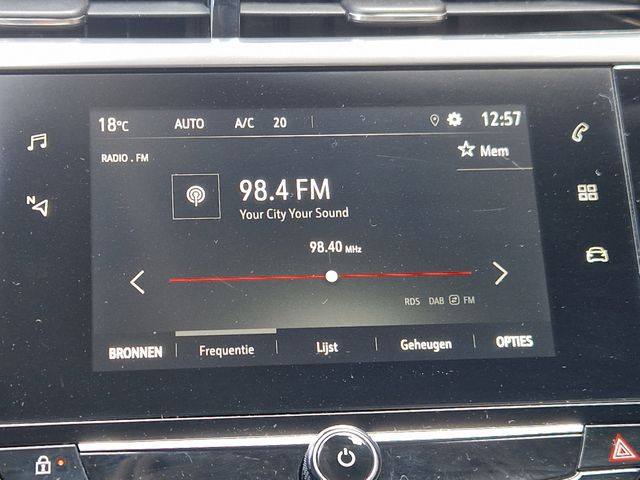 18°C AUTO A/C 20 12:57
RADIO . FM
Mem
98.4 FM
Your City Your Sound
98.40 MHz
N
RDS DAB FM
BRONNEN Frequentie Lijst Geheugen OPTIES